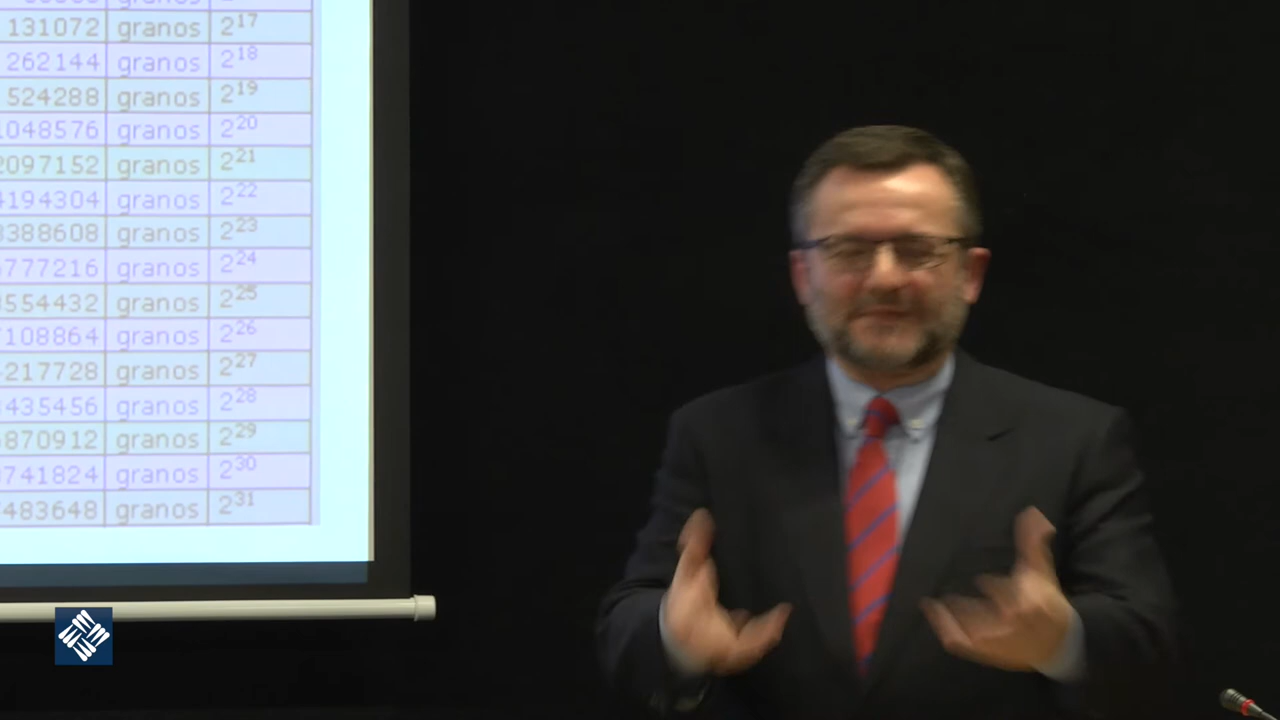 131072 granos 2¹⁷
262144 granos 2¹⁸
524288 granos 2¹⁹
1048576 granos 2²⁰
2097152 granos 2²¹
4194304 granos 2²²
8388608 granos 2²³
777216 granos 2²⁴
554432 granos 2²⁵
108864 granos 2²⁶
217728 granos 2²⁷
435456 granos 2²⁸
870912 granos 2²⁹
741824 granos 2³⁰
483648 granos 2³¹